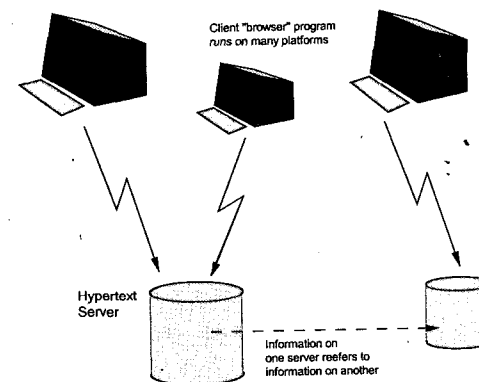 Client "browser" program
runs on many platforms
Hypertext
Server
Information on
one server reefers to
information on another